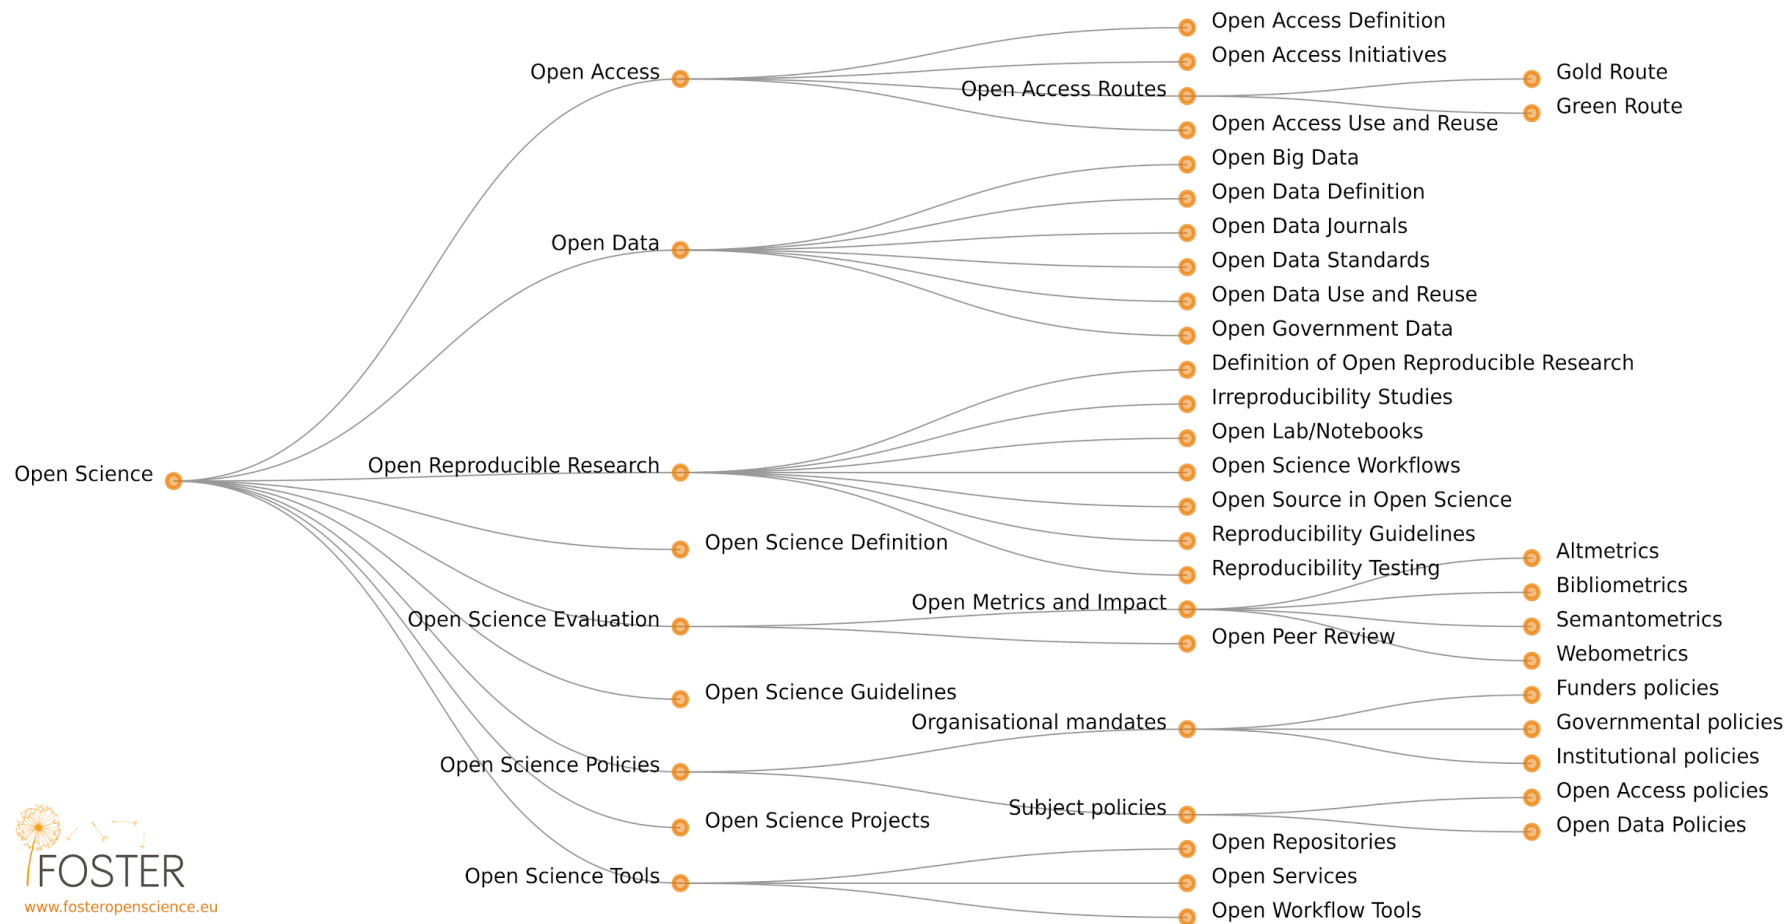 Open Science
Open Access
Open Access Definition
Open Access Initiatives
Open Access Routes
Gold Route
Green Route
Open Access Use and Reuse
Open Data
Open Big Data
Open Data Definition
Open Data Journals
Open Data Standards
Open Data Use and Reuse
Open Government Data
Open Reproducible Research
Definition of Open Reproducible Research
Irreproducibility Studies
Open Lab/Notebooks
Open Science Workflows
Open Source in Open Science
Reproducibility Guidelines
Reproducibility Testing
Open Science Definition
Open Science Evaluation
Open Metrics and Impact
Altmetrics
Bibliometrics
Semantometrics
Webometrics
Open Peer Review
Open Science Guidelines
Open Science Policies
Organisational mandates
Funders policies
Governmental policies
Institutional policies
Subject policies
Open Access policies
Open Data Policies
Open Science Projects
Open Science Tools
Open Repositories
Open Services
Open Workflow Tools
FOSTER
www.fosteropenscience.eu